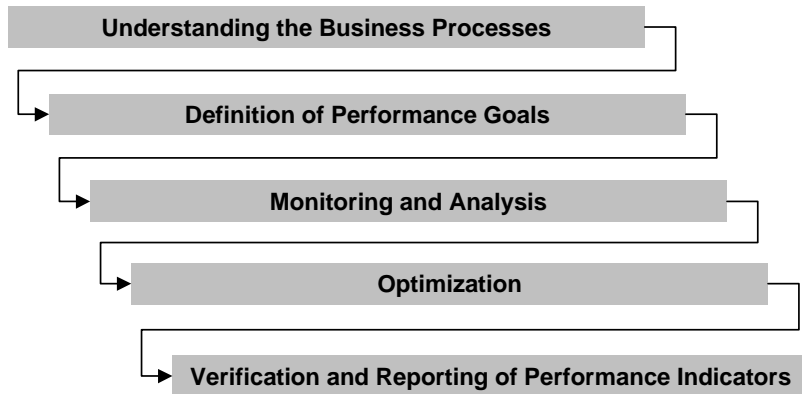 Understanding the Business Processes
Definition of Performance Goals
Monitoring and Analysis
Optimization
Verification and Reporting of Performance Indicators